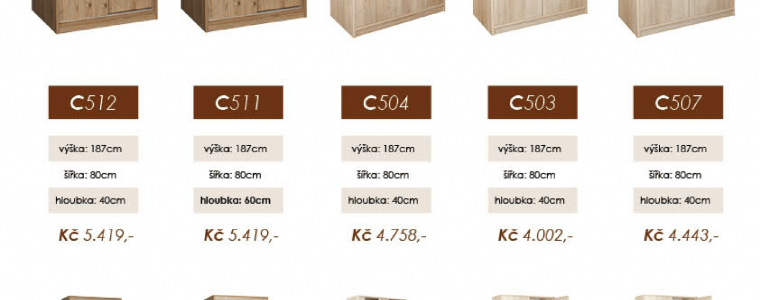 C512 C511 C504 C503 C507
výška: 187cm výška: 187cm výška: 187cm výška: 187cm výška: 187cm
šířka: 80cm šířka: 80cm šířka: 80cm šířka: 80cm šířka: 80cm
hloubka: 40cm hloubka: 60cm hloubka: 40cm hloubka: 40cm hloubka: 40cm
Kč 5.419,- Kč 5.419,- Kč 4.758,- Kč 4.002,- Kč 4.443,-